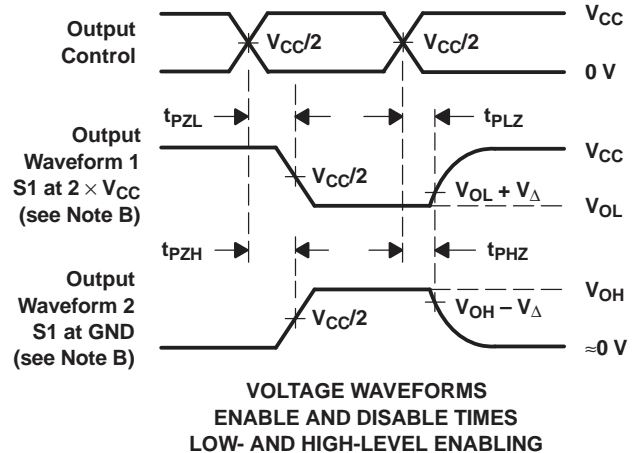 Output
Control
V_CC/2
V_CC/2
V_CC
0 V
t_PZL
t_PLZ
Output
Waveform 1
S1 at 2 × V_CC
(see Note B)
V_CC/2
V_CC
V_OL + V_Δ
V_OL
t_PZH
t_PHZ
Output
Waveform 2
S1 at GND
(see Note B)
V_CC/2
V_OH
V_OH – V_Δ
≈0 V
VOLTAGE WAVEFORMS
ENABLE AND DISABLE TIMES
LOW- AND HIGH-LEVEL ENABLING